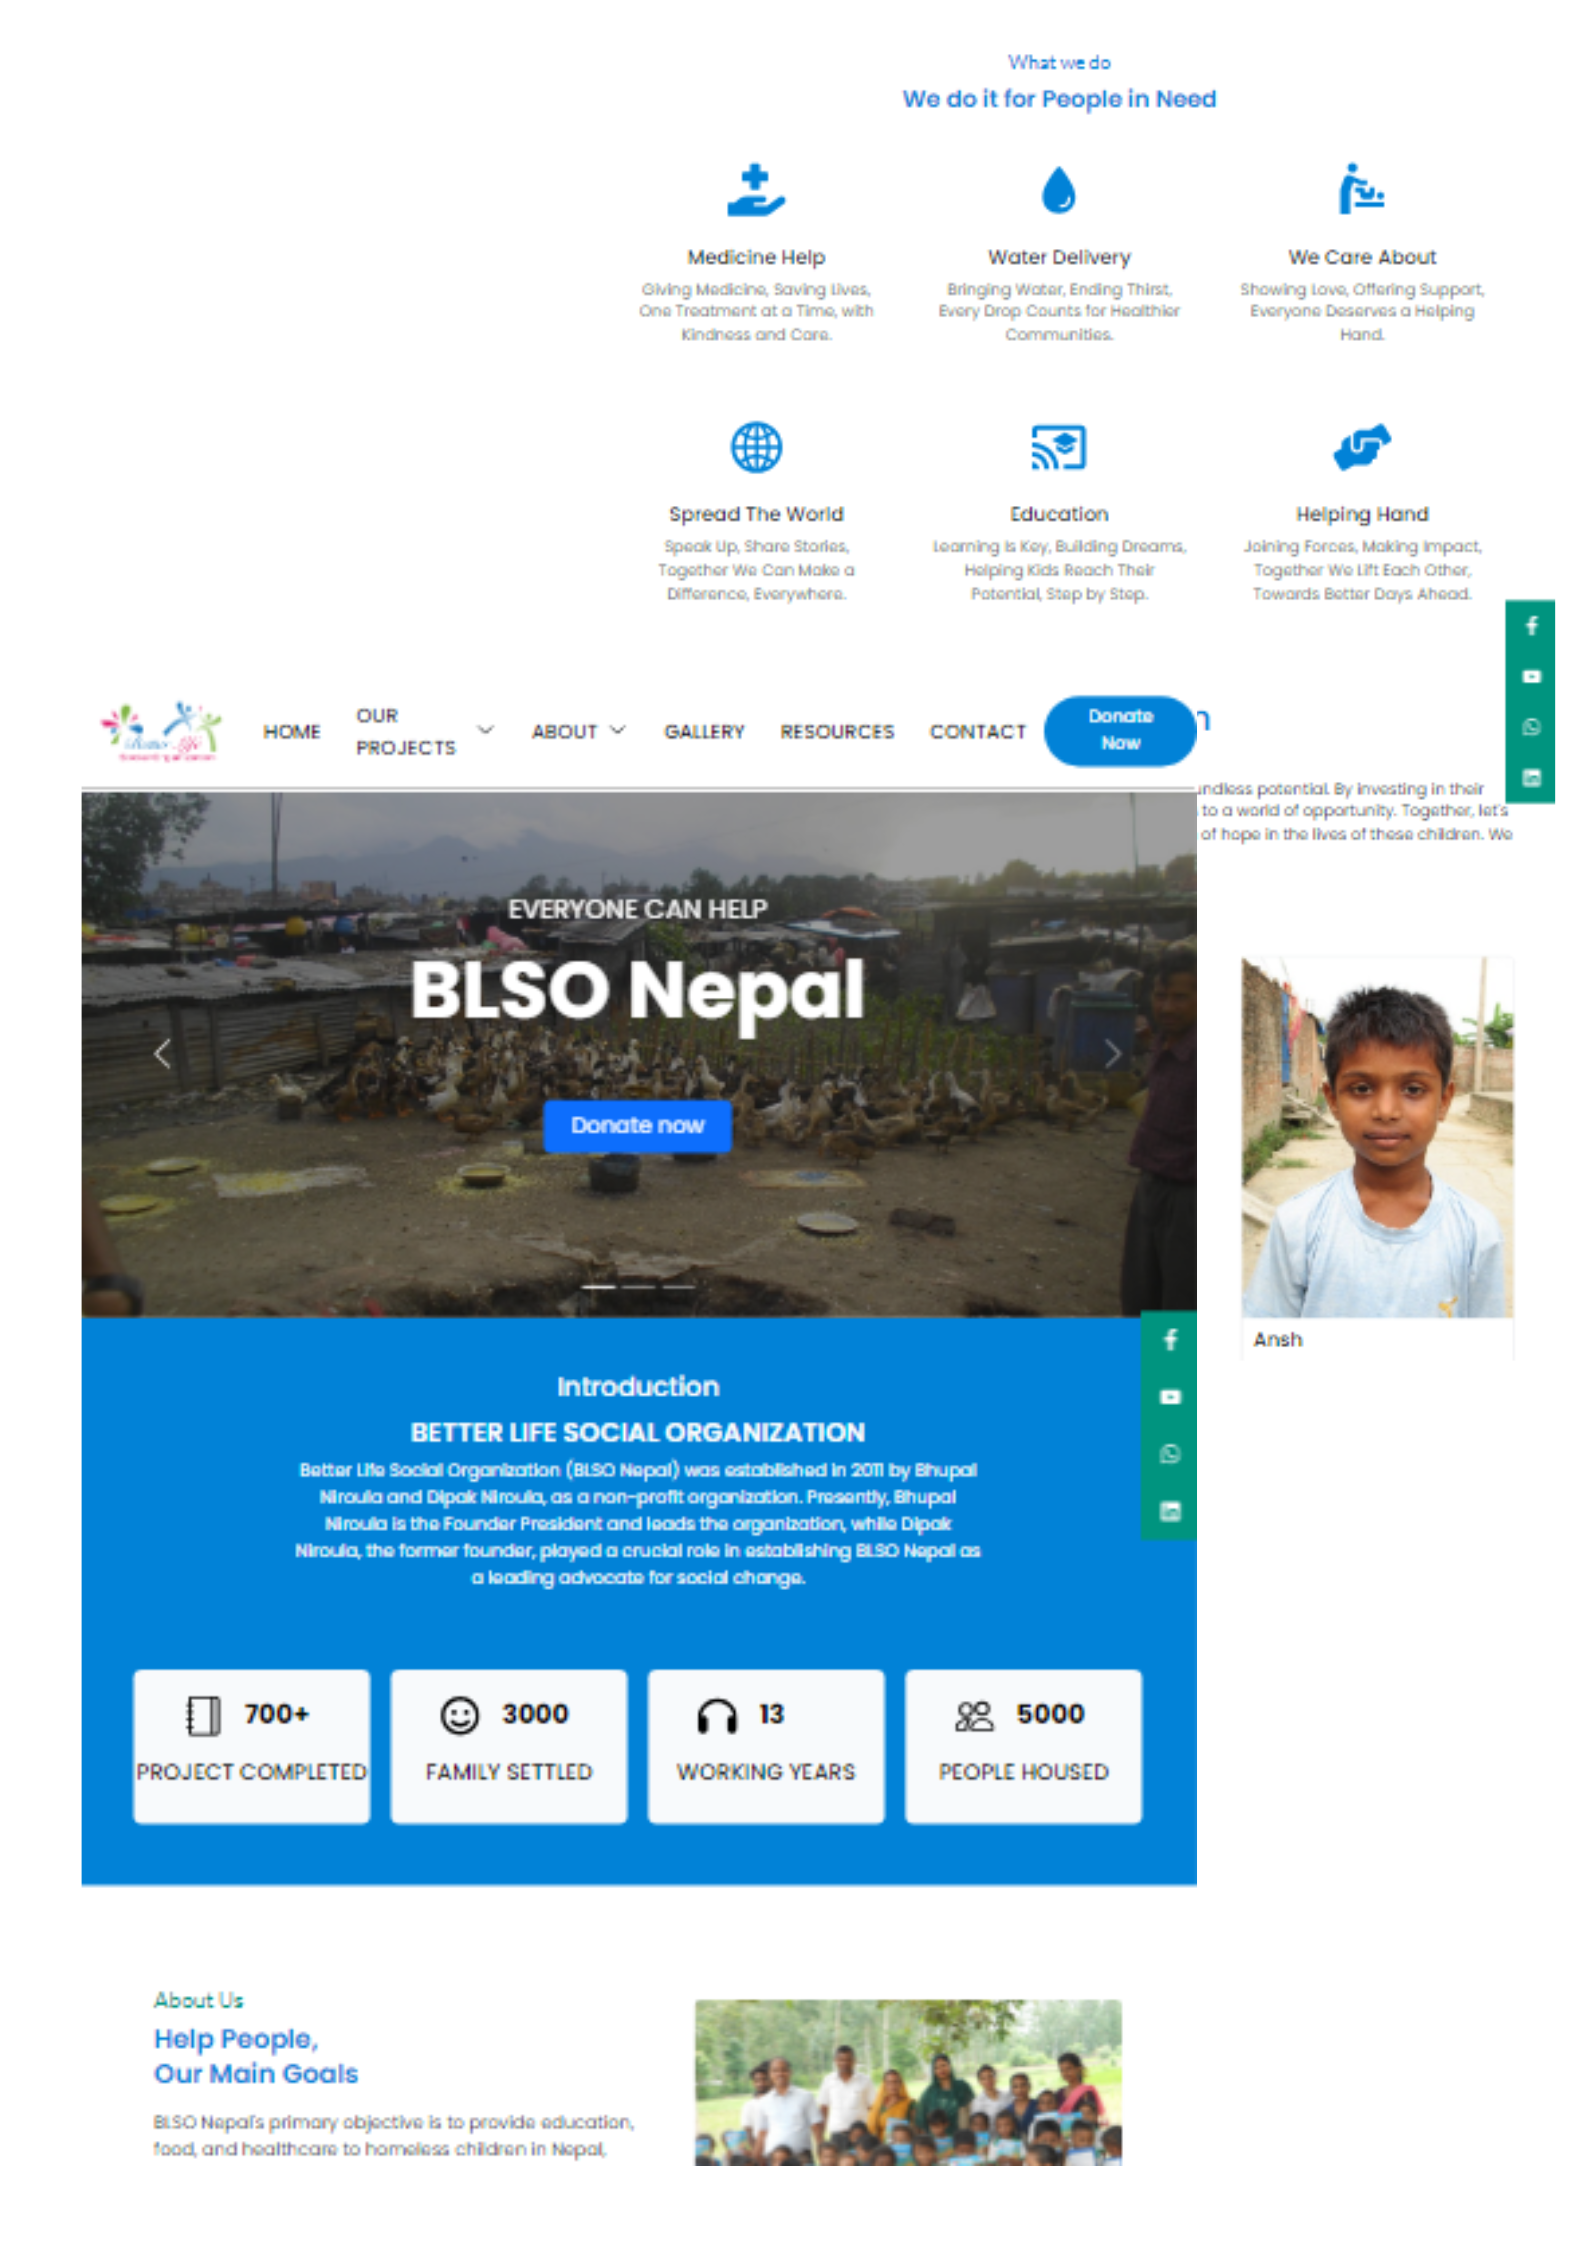 What we do
We do it for People in Need
Medicine Help
Giving Medicine, Saving Lives,
One Treatment at a Time, with
Kindness and Care.
Water Delivery
Bringing Water, Ending Thirst,
Every Drop Counts for Healthier
Communities.
We Care About
Showing Love, Offering Support,
Everyone Deserves a Helping
Hand.
Spread The World
Speak Up, Share Stories,
Together We Can Make a
Difference, Everywhere.
Education
Learning Is Key, Building Dreams,
Helping Kids Reach Their
Potential, Step by Step.
Helping Hand
Joining Forces, Making Impact,
Together We Lift Each Other,
Towards Better Days Ahead.
HOME
OUR
PROJECTS
ABOUT
GALLERY
RESOURCES
CONTACT
Donate
Now
n
undless potential. By investing in their
to a world of opportunity. Together, let's
of hope in the lives of these children. We
EVERYONE CAN HELP
BLSO Nepal
Donate now
Ansh
Introduction
BETTER LIFE SOCIAL ORGANIZATION
Better Life Social Organization (BLSO Nepal) was established in 2011 by Bhupal
Niroula and Dipak Niroula, as a non-profit organization. Presently, Bhupal
Niroula is the Founder President and leads the organization, while Dipak
Niroula, the former founder, played a crucial role in establishing BLSO Nepal as
a leading advocate for social change.
700+
PROJECT COMPLETED
3000
FAMILY SETTLED
13
WORKING YEARS
5000
PEOPLE HOUSED
About Us
Help People,
Our Main Goals
BLSO Nepal's primary objective is to provide education,
food, and healthcare to homeless children in Nepal,